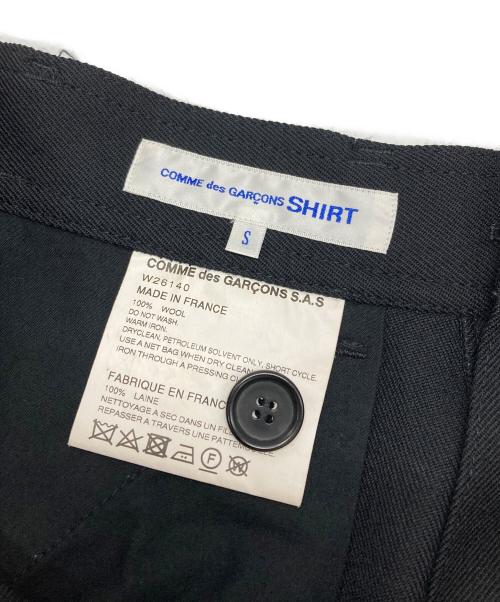 COMME des GARÇONS SHIRT
S
COMME des GARÇONS S.A.S
W26140
MADE IN FRANCE
100% WOOL
DO NOT WASH.
WARM IRON.
DRYCLEAN, PETROLEUM SOLVENT ONLY, SHORT CYCLE.
USE A NET BAG WHEN DRY CLEAN
IRON THROUGH A PRESSING
FABRIQUE EN FRANC
100% LAINE
NETTOYAGE A SEC DANS UN
REPASSER A TRAVERS UNE
F
W